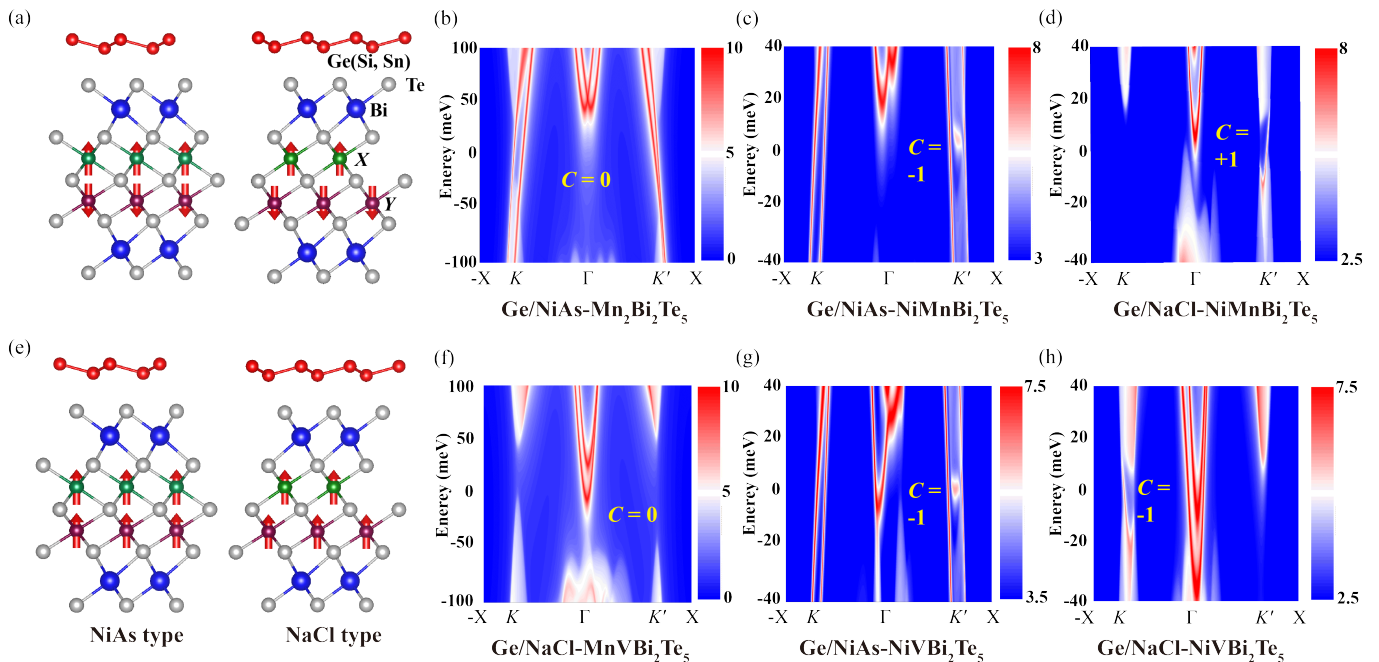 (a)
Ge(Si, Sn)
Te
Bi
X
Y
(b)
Enerey (meV)
100
50
0
-50
-100
C = 0
-X K Γ K′ X
10
5
0
Ge/NiAs-Mn₂Bi₂Te₅
(c)
Enerey (meV)
40
20
0
-20
-40
C =
-1
-X K Γ K′ X
8
3
Ge/NiAs-NiMnBi₂Te₅
(d)
Enerey (meV)
40
20
0
-20
-40
C =
+1
-X K Γ K′ X
8
2.5
Ge/NaCl-NiMnBi₂Te₅
(e)
NiAs type
NaCl type
(f)
Enerey (meV)
100
50
0
-50
-100
C = 0
-X K Γ K′ X
10
5
0
Ge/NaCl-MnVBi₂Te₅
(g)
Enerey (meV)
40
20
0
-20
-40
C =
-1
-X K Γ K′ X
7.5
3.5
Ge/NiAs-NiVBi₂Te₅
(h)
Enerey (meV)
40
20
0
-20
-40
C =
-1
-X K Γ K′ X
7.5
2.5
Ge/NaCl-NiVBi₂Te₅